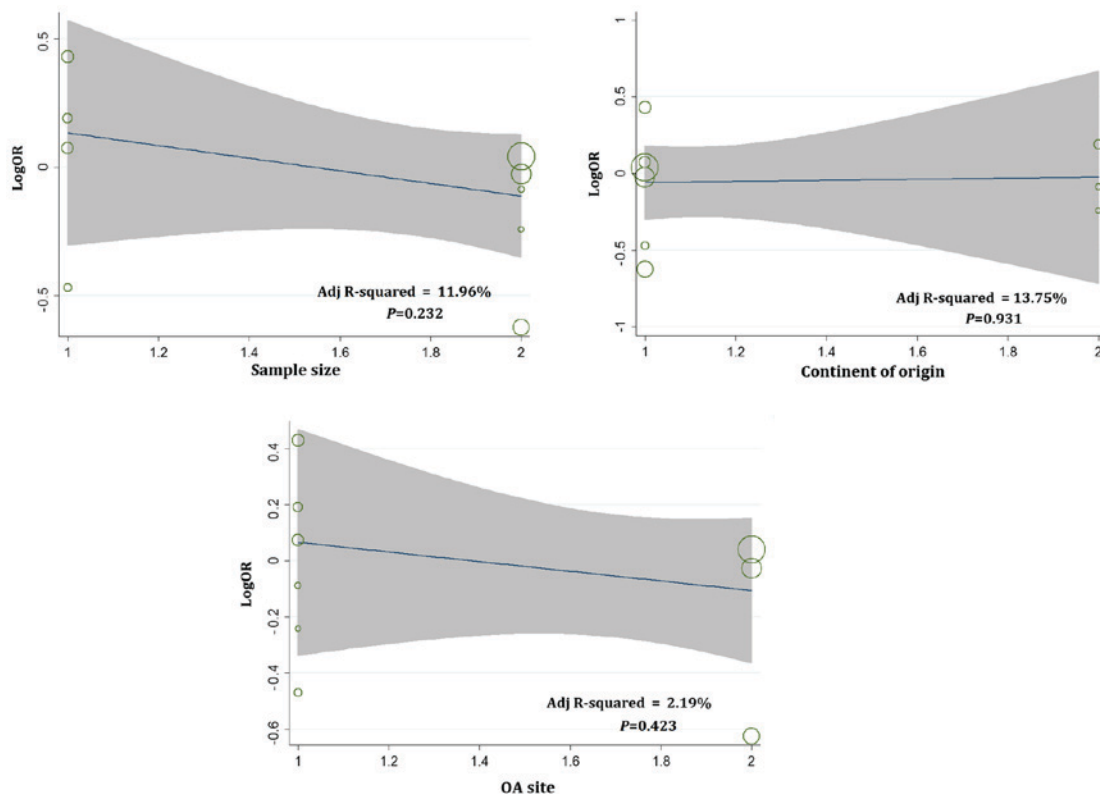 LogOR
0.5
0
-0.5
Adj R-squared = 11.96%
P=0.232
1 1.2 1.4 1.6 1.8 2
Sample size
LogOR
1
0.5
0
-0.5
-1
Adj R-squared = 13.75%
P=0.931
1 1.2 1.4 1.6 1.8 2
Continent of origin
LogOR
0.4
0.2
0
-0.2
-0.4
-0.6
Adj R-squared = 2.19%
P=0.423
1 1.2 1.4 1.6 1.8 2
OA site